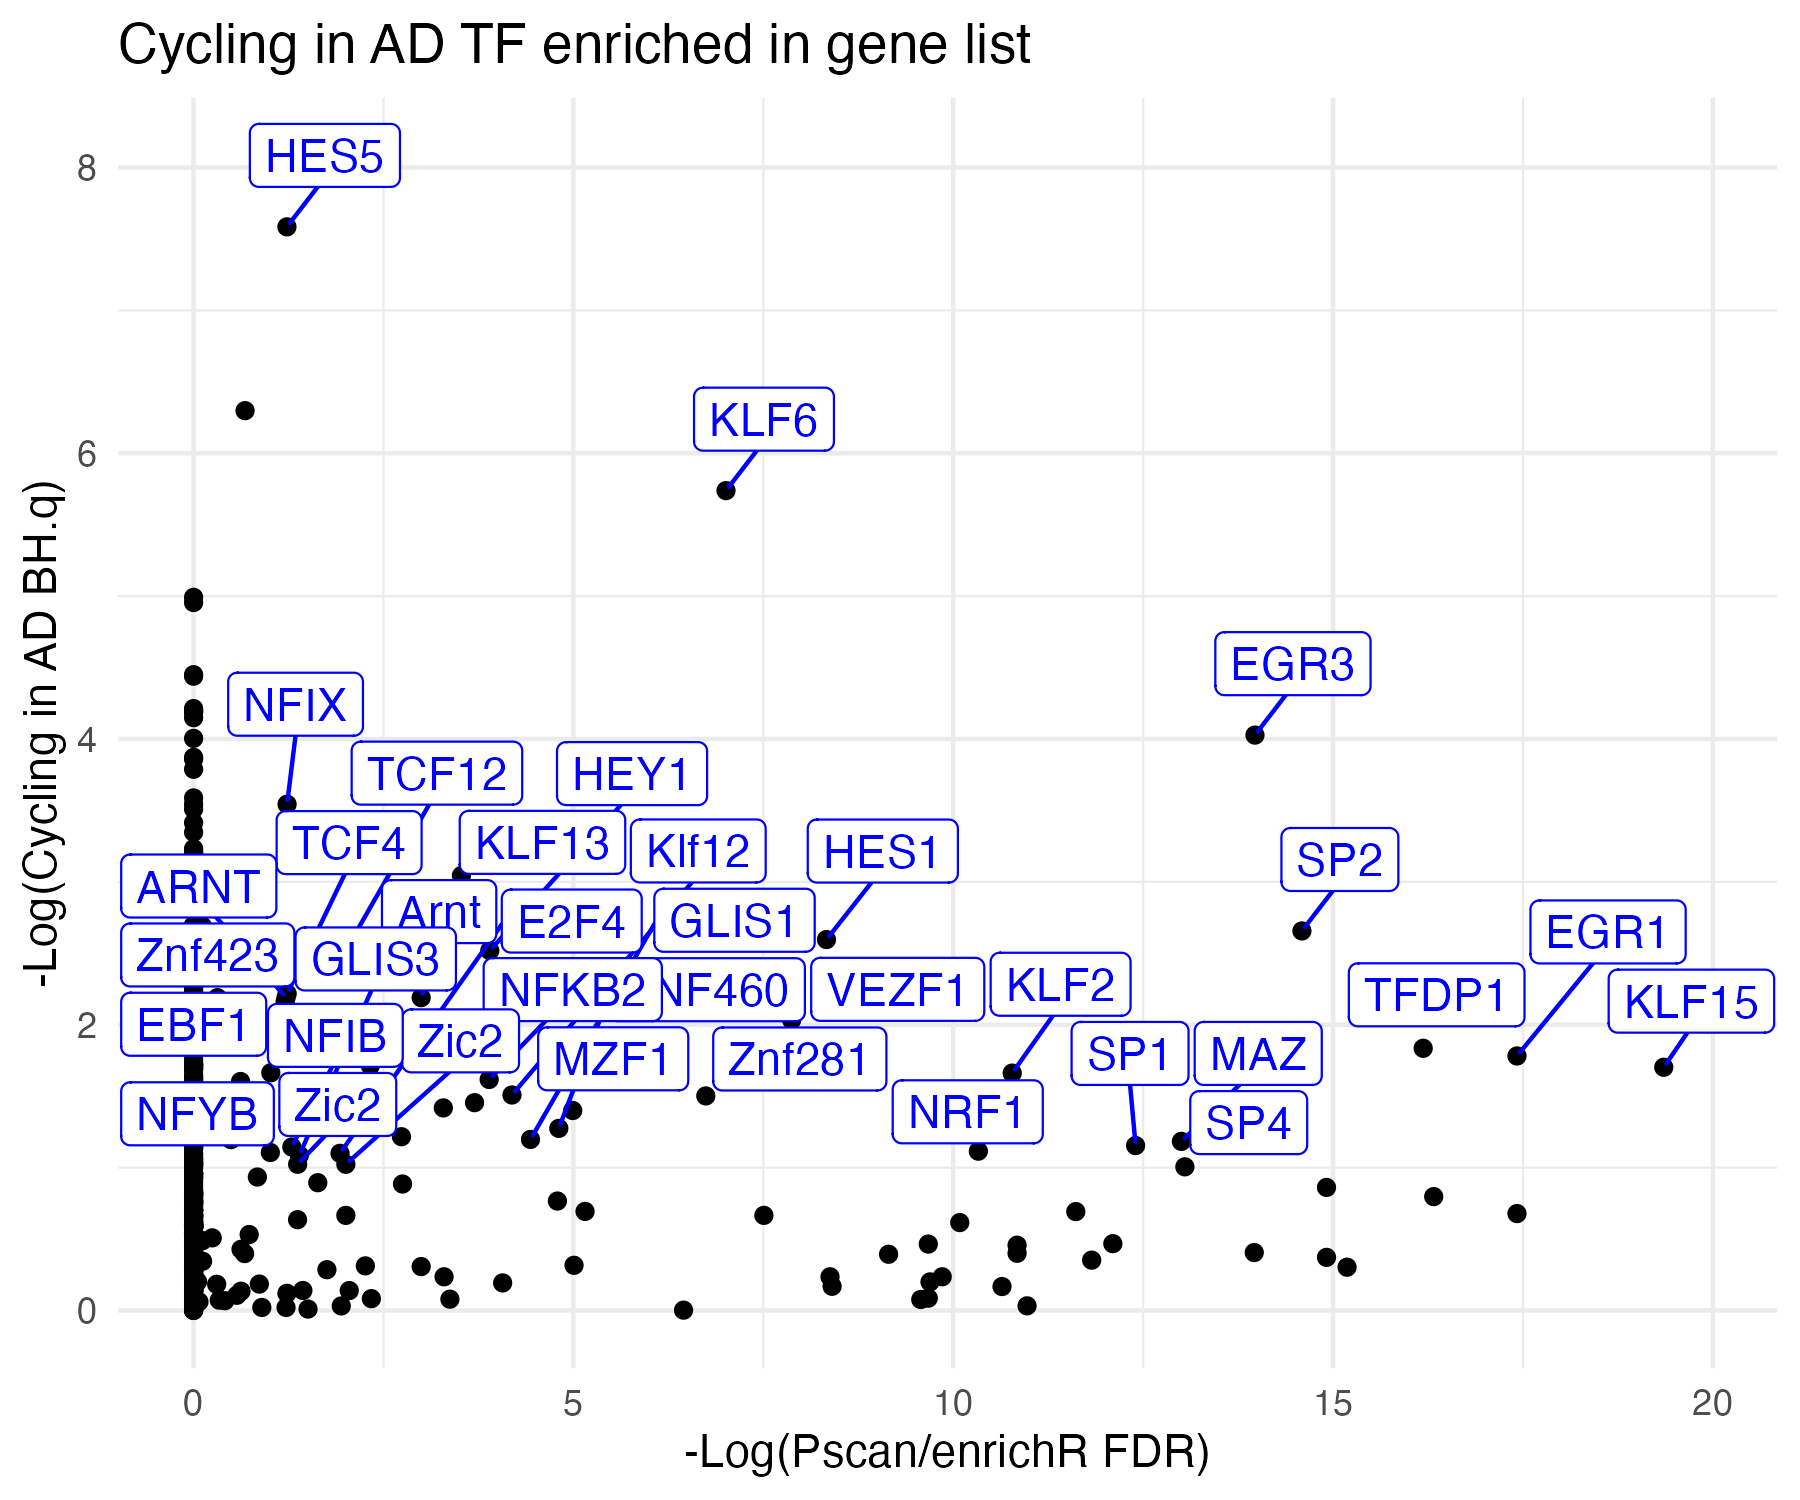 Cycling in AD TF enriched in gene list
HES5
KLF6
EGR3
NFIX
TCF12
HEY1
TCF4
KLF13
Klf12
HES1
SP2
ARNT
Arnt
E2F4
GLIS1
EGR1
Znf423
GLIS3
NFKB2
NF460
VEZF1
KLF2
TFDP1
KLF15
EBF1
NFIB
Zic2
MZF1
Znf281
SP1
MAZ
NFYB
Zic2
NRF1
SP4
8
6
4
2
0
0
5
10
15
20
-Log(Pscan/enrichR FDR)
-Log(Cycling in AD BH.q)